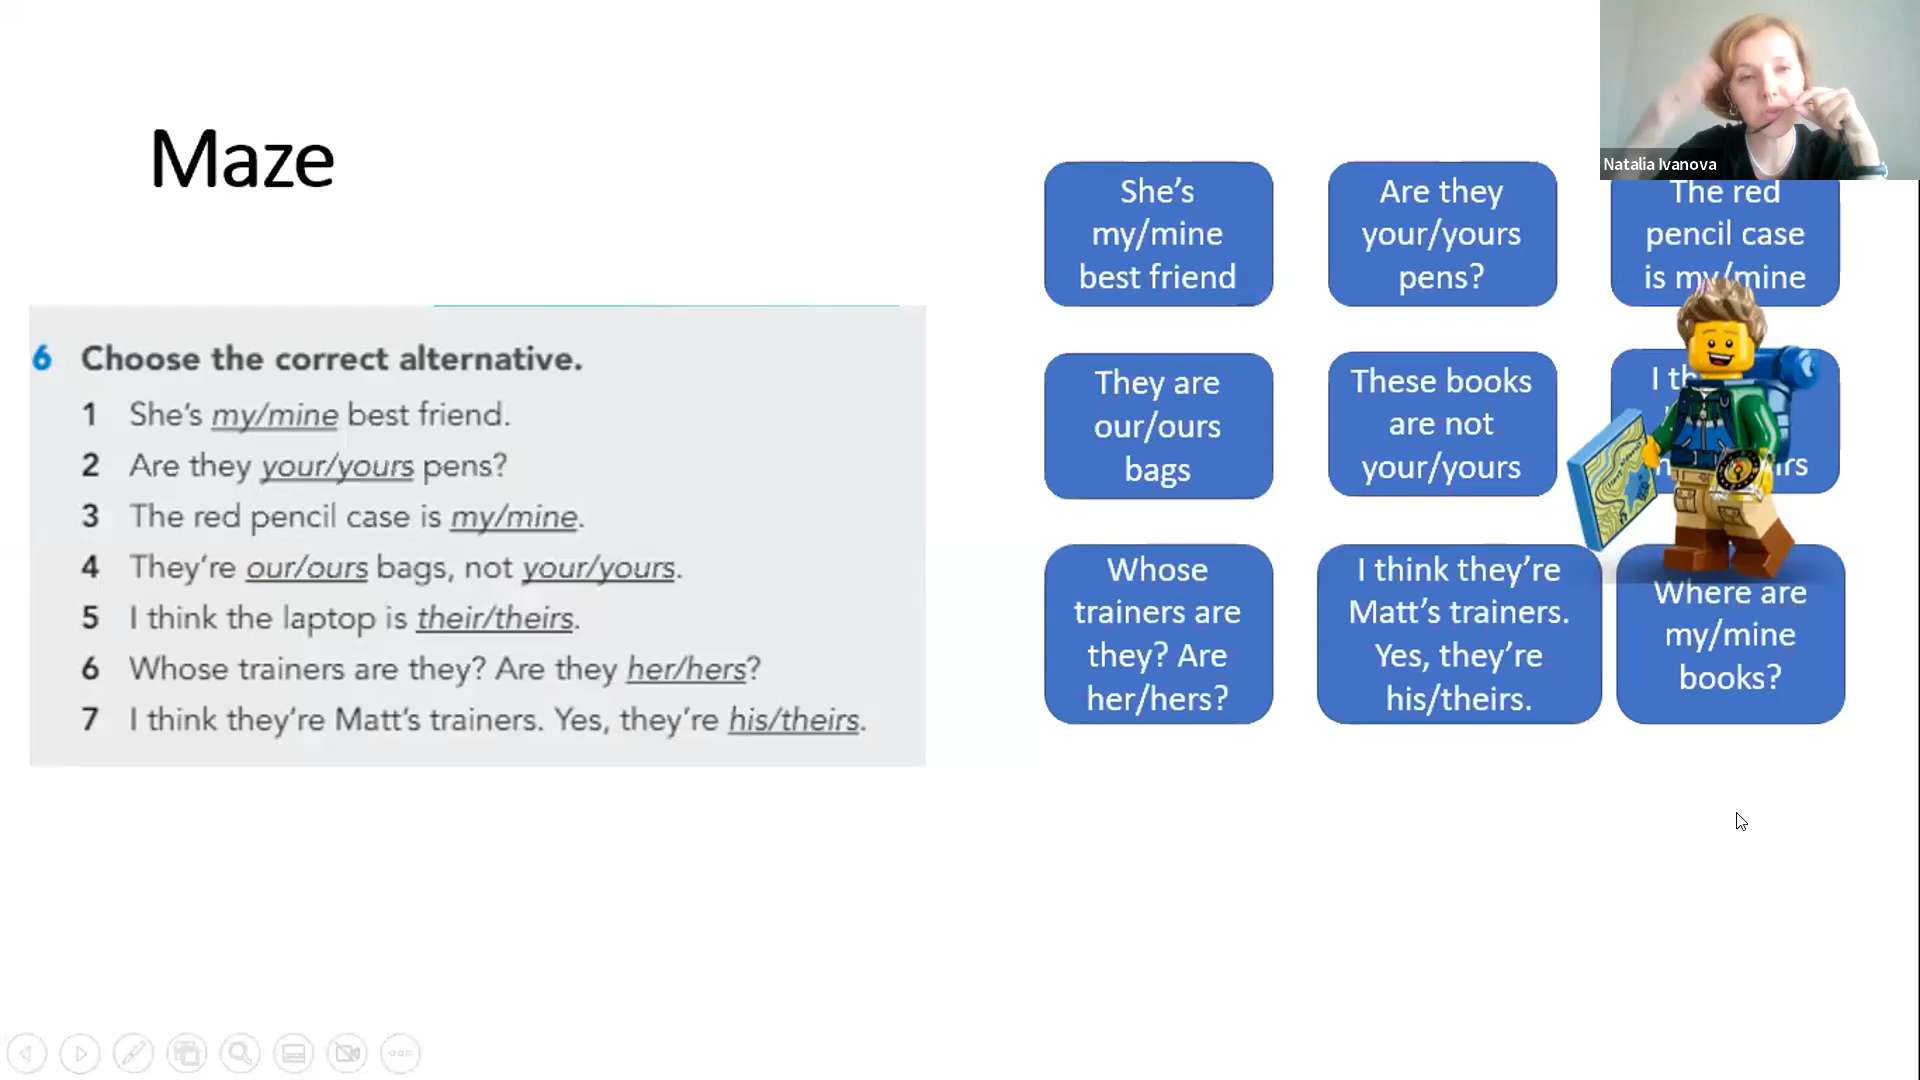 Maze
6 Choose the correct alternative.
1 She's my/mine best friend.
2 Are they your/yours pens?
3 The red pencil case is my/mine.
4 They're our/ours bags, not your/yours.
5 I think the laptop is their/theirs.
6 Whose trainers are they? Are they her/hers?
7 I think they're Matt's trainers. Yes, they're his/theirs.
She's
my/mine
best friend
Are they
your/yours
pens?
The red
pencil case
is my/mine
They are
our/ours
bags
These books
are not
your/yours
I
Whose
trainers are
they? Are
her/hers?
I think they're
Matt's trainers.
Yes, they're
his/theirs.
Where are
my/mine
books?
Natalia Ivanova